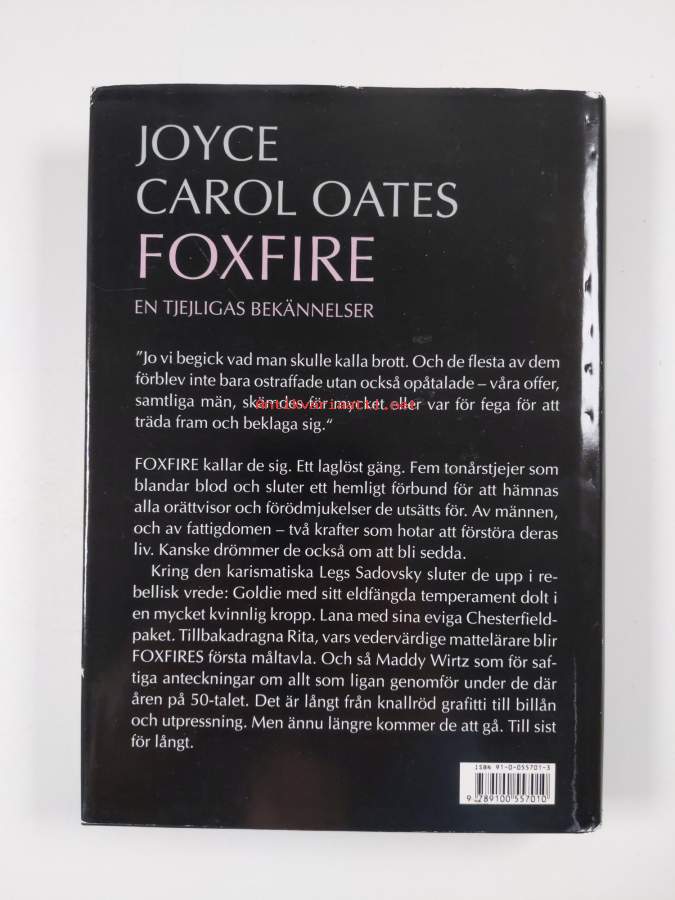 JOYCE
CAROL OATES
FOXFIRE
EN TJEJLIGAS BEKÄNNELSER
”Jo vi begick vad man skulle kalla brott. Och de flesta av dem
förblev inte bara ostraffade utan också opåtalade – våra offer,
samtliga män, skämdes för mycket eller var för fega för att
träda fram och beklaga sig.“
FOXFIRE kallar de sig. Ett laglöst gäng. Fem tonårstjejer som
blandar blod och sluter ett hemligt förbund för att hämnas
alla orättvisor och förödmjukelser de utsätts för. Av männen,
och av fattigdomen – två krafter som hotar att förstöra deras
liv. Kanske drömmer de också om att bli sedda.
Kring den karismatiska Legs Sadovsky sluter de upp i re-
bellisk vrede: Goldie med sitt eldfängda temperament dolt i
en mycket kvinnlig kropp. Lana med sina eviga Chesterfield-
paket. Tillbakadragna Rita, vars vedervärdige mattelärare blir
FOXFIRES första måltavla. Och så Maddy Wirtz som för saf-
tiga anteckningar om allt som ligan genomför under de där
åren på 50-talet. Det är långt från knallröd grafitti till billån
och utpressning. Men ännu längre kommer de att gå. Till sist
för långt.
ISBN 91-0-055701-3
9 789100 557010